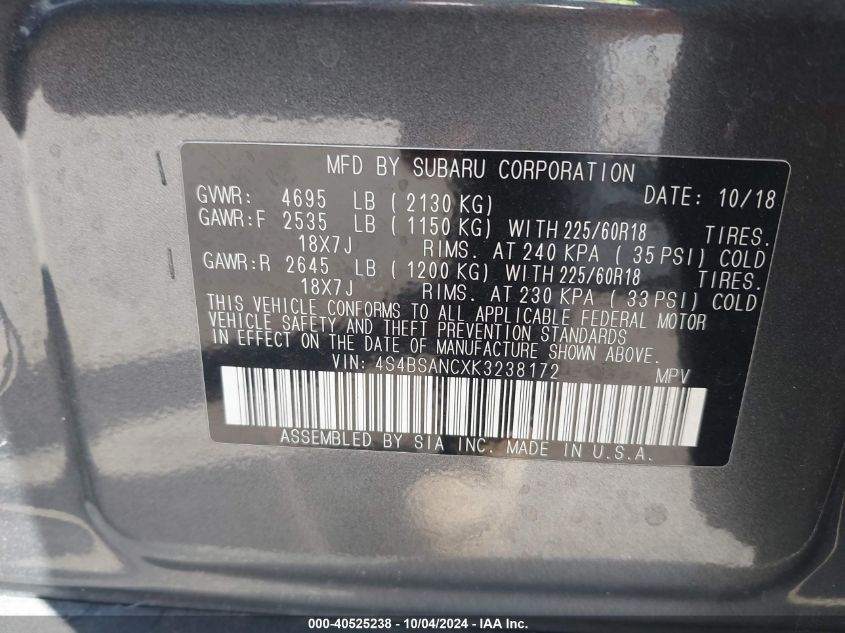 MFD BY SUBARU CORPORATION
GVWR: 4695 LB ( 2130 KG) DATE: 10/18
GAWR:F 2535 LB ( 1150 KG) WITH 225/60R18 TIRES.
18X7J RIMS. AT 240 KPA ( 35 PSI) COLD
GAWR:R 2645 LB ( 1200 KG) WITH 225/60R18 TIRES.
18X7J RIMS. AT 230 KPA ( 33 PSI) COLD
THIS VEHICLE CONFORMS TO ALL APPLICABLE FEDERAL MOTOR
VEHICLE SAFETY AND THEFT PREVENTION STANDARDS
IN EFFECT ON THE DATE OF MANUFACTURE SHOWN ABOVE.
VIN: 4S4BSANCXK3238172 MPV
ASSEMBLED BY SIA INC. MADE IN U.S.A.
000-40525238 - 10/04/2024 - IAA Inc.